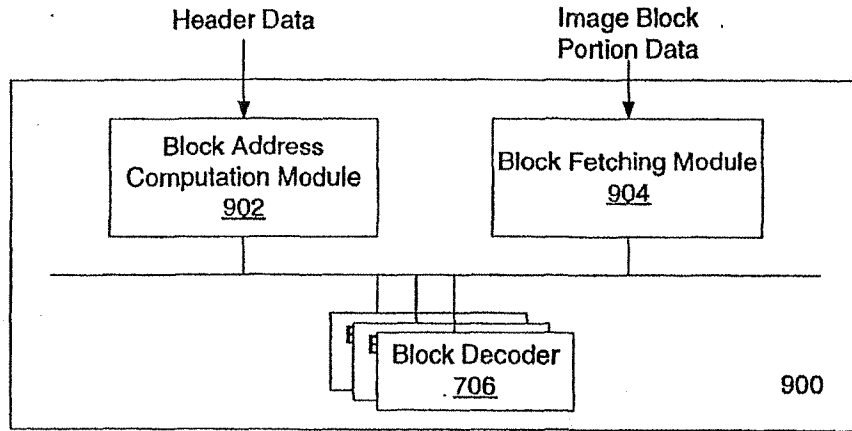 Header Data
Image Block
Portion Data
Block Address
Computation Module
902
Block Fetching Module
904
Block Decoder
706
900